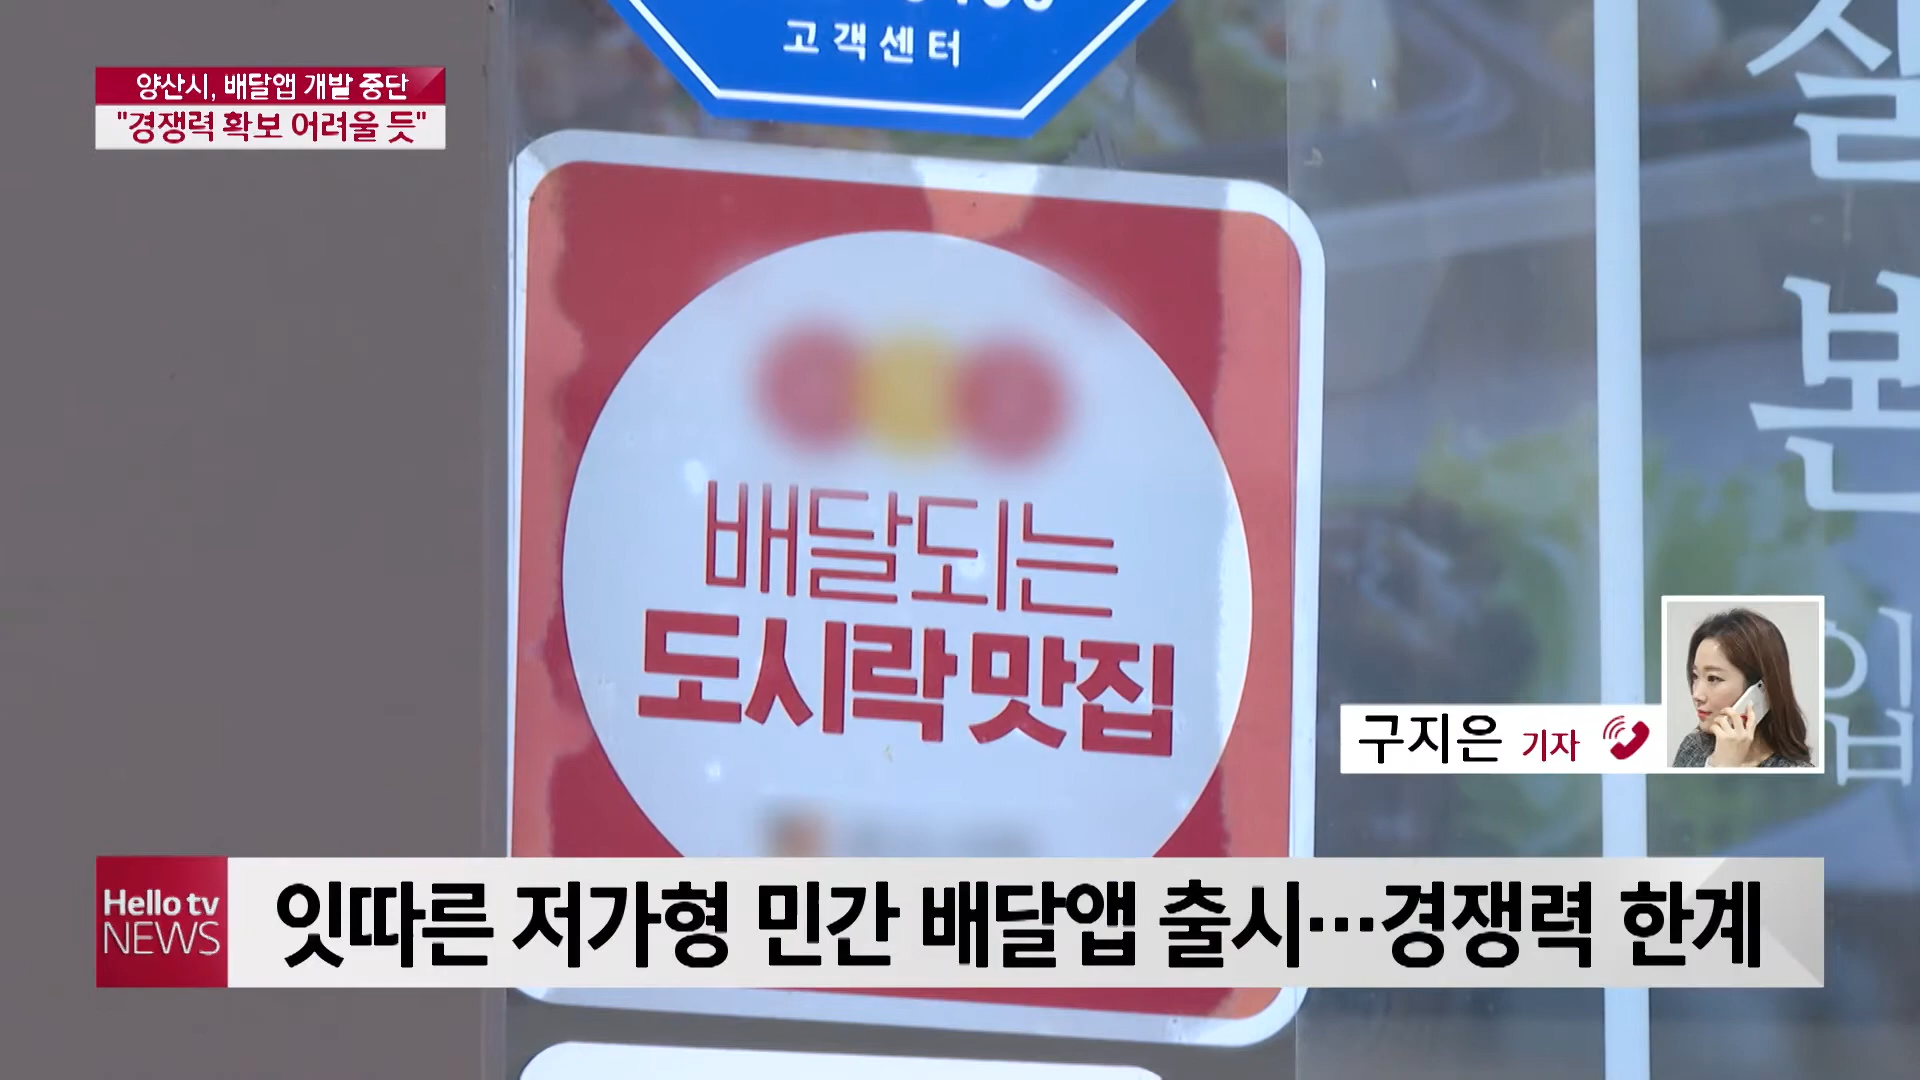 고객센터
양산시, 배달앱 개발 중단
"경쟁력 확보 어려울 듯"
배달되는
도시락 맛집
본
입
구지은 기자
Hello tv
NEWS
잇따른 저가형 민간 배달앱 출시…경쟁력 한계